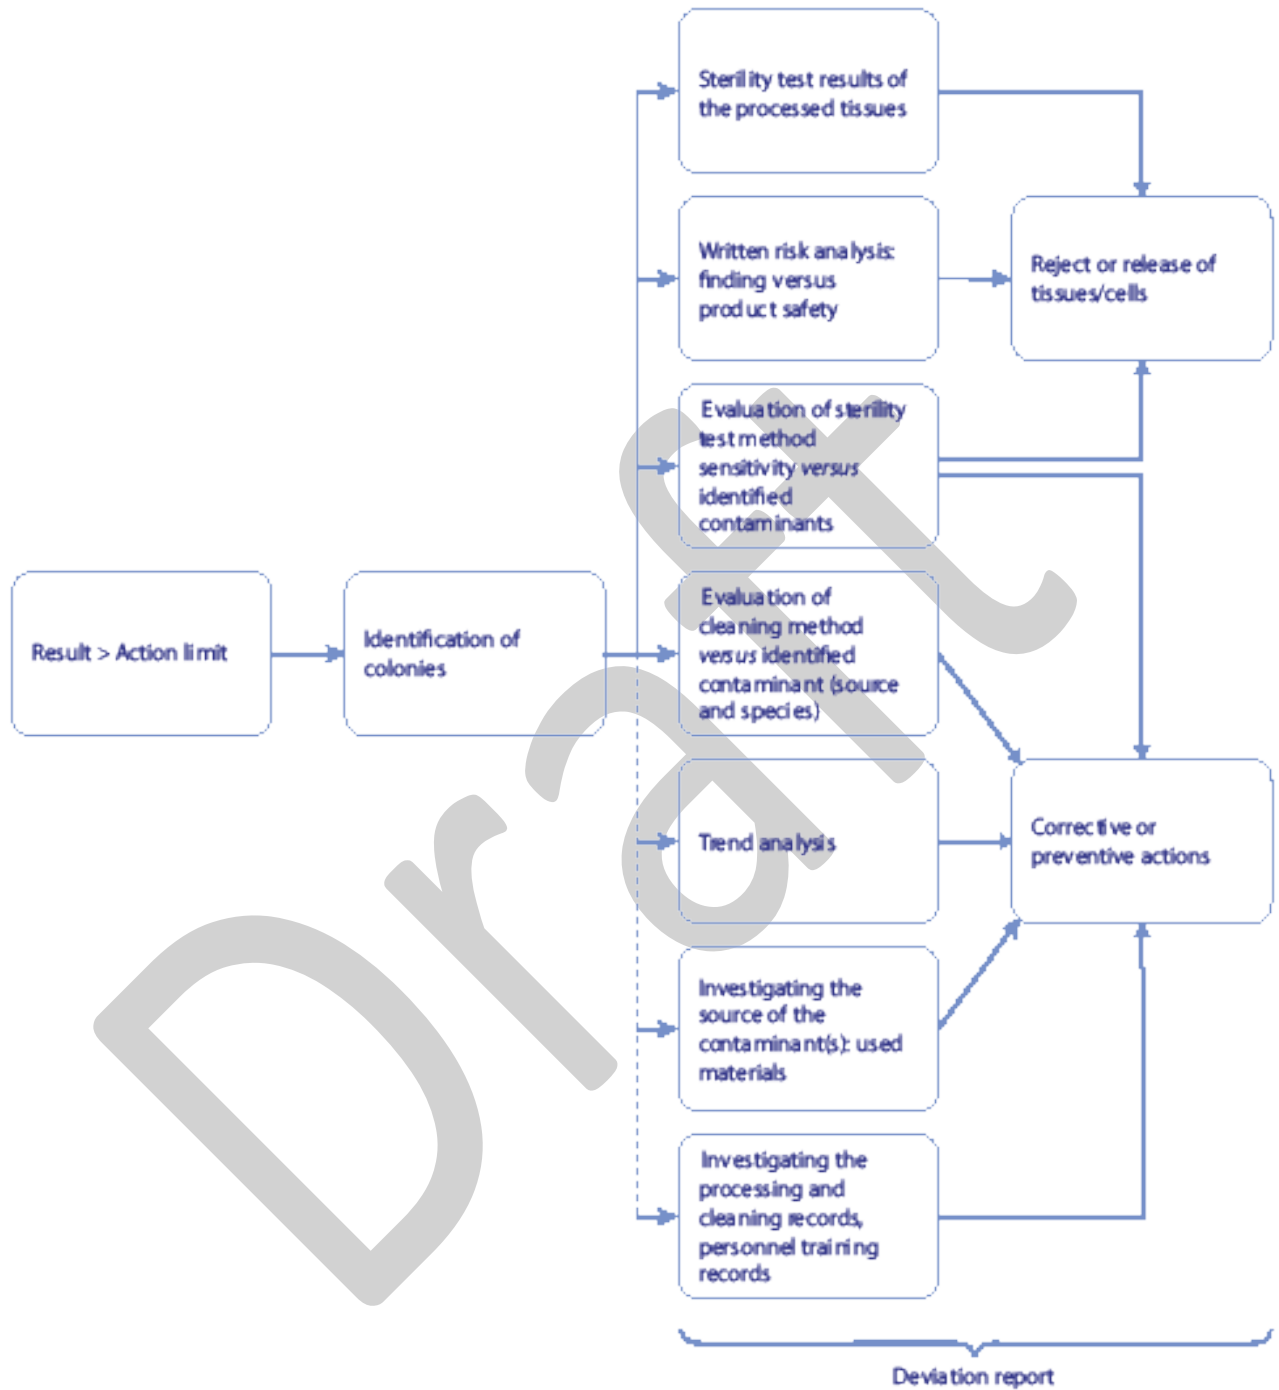 Sterility test results of
the processed tissues
Written risk analysis:
finding versus
product safety
Reject or release of
tissues/cells
Evaluation of sterility
test method
sensitivity versus
identified
contaminants
Result > Action limit
Identification of
colonies
Evaluation of
cleaning method
versus identified
contaminant (source
and species)
Trend analysis
Corrective or
preventive actions
Investigating the
source of the
contaminant(s): used
materials
Investigating the
processing and
cleaning records,
personnel training
records
Deviation report
Draft